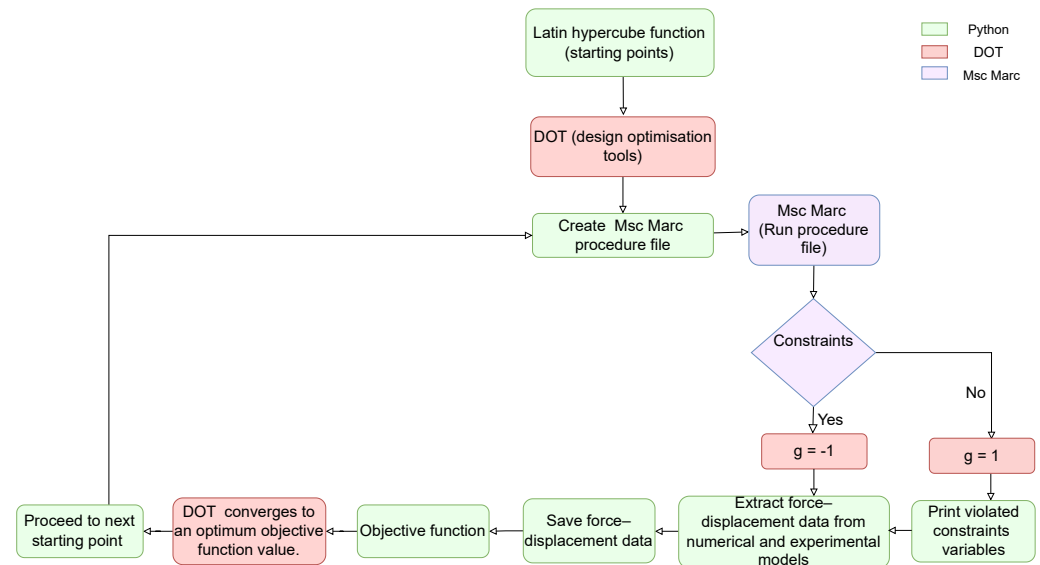 Latin hypercube function
(starting points)
Python
DOT
Msc Marc
DOT (design optimisation
tools)
Create Msc Marc
procedure file
Msc Marc
(Run procedure
file)
Constraints
No
Yes
g = -1
g = 1
Proceed to next
starting point
DOT converges to
an optimum objective
function value.
Objective function
Save force–
displacement data
Extract force–
displacement data from
numerical and experimental
models
Print violated
constraints
variables